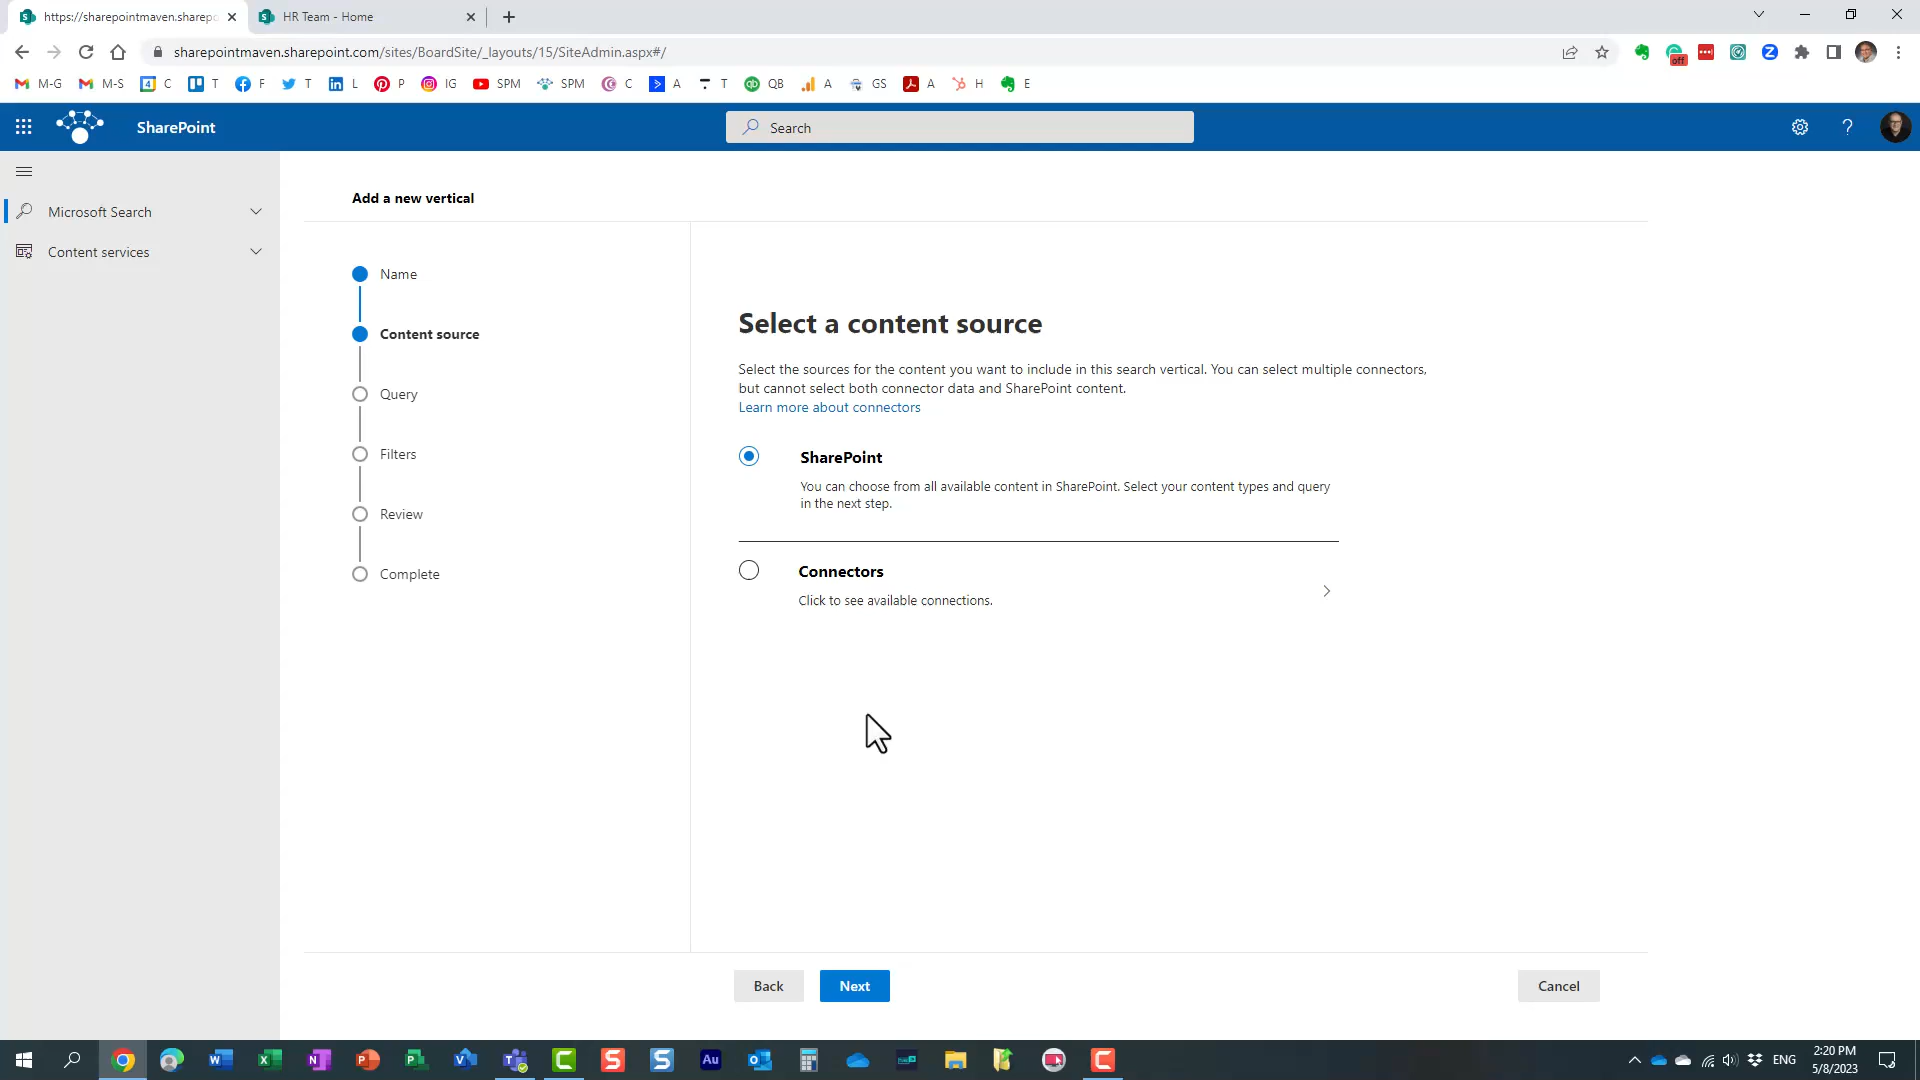 https://sharepointmaven.sharepo
HR Team - Home
sharepointmaven.sharepoint.com/sites/BoardSite/_layouts/15/SiteAdmin.aspx#/
off
M-G
M-S
4
C
T
F
T
L
P
IG
SPM
SPM
C
A
T
QB
A
GS
A
H
E
SharePoint
Search
Microsoft Search
Content services
Add a new vertical
Name
Content source
Query
Filters
Review
Complete
Select a content source
Select the sources for the content you want to include in this search vertical. You can select multiple connectors,
but cannot select both connector data and SharePoint content.
Learn more about connectors
SharePoint
You can choose from all available content in SharePoint. Select your content types and query
in the next step.
Connectors
Click to see available connections.
Back
Next
Cancel
ENG
2:20 PM
5/8/2023